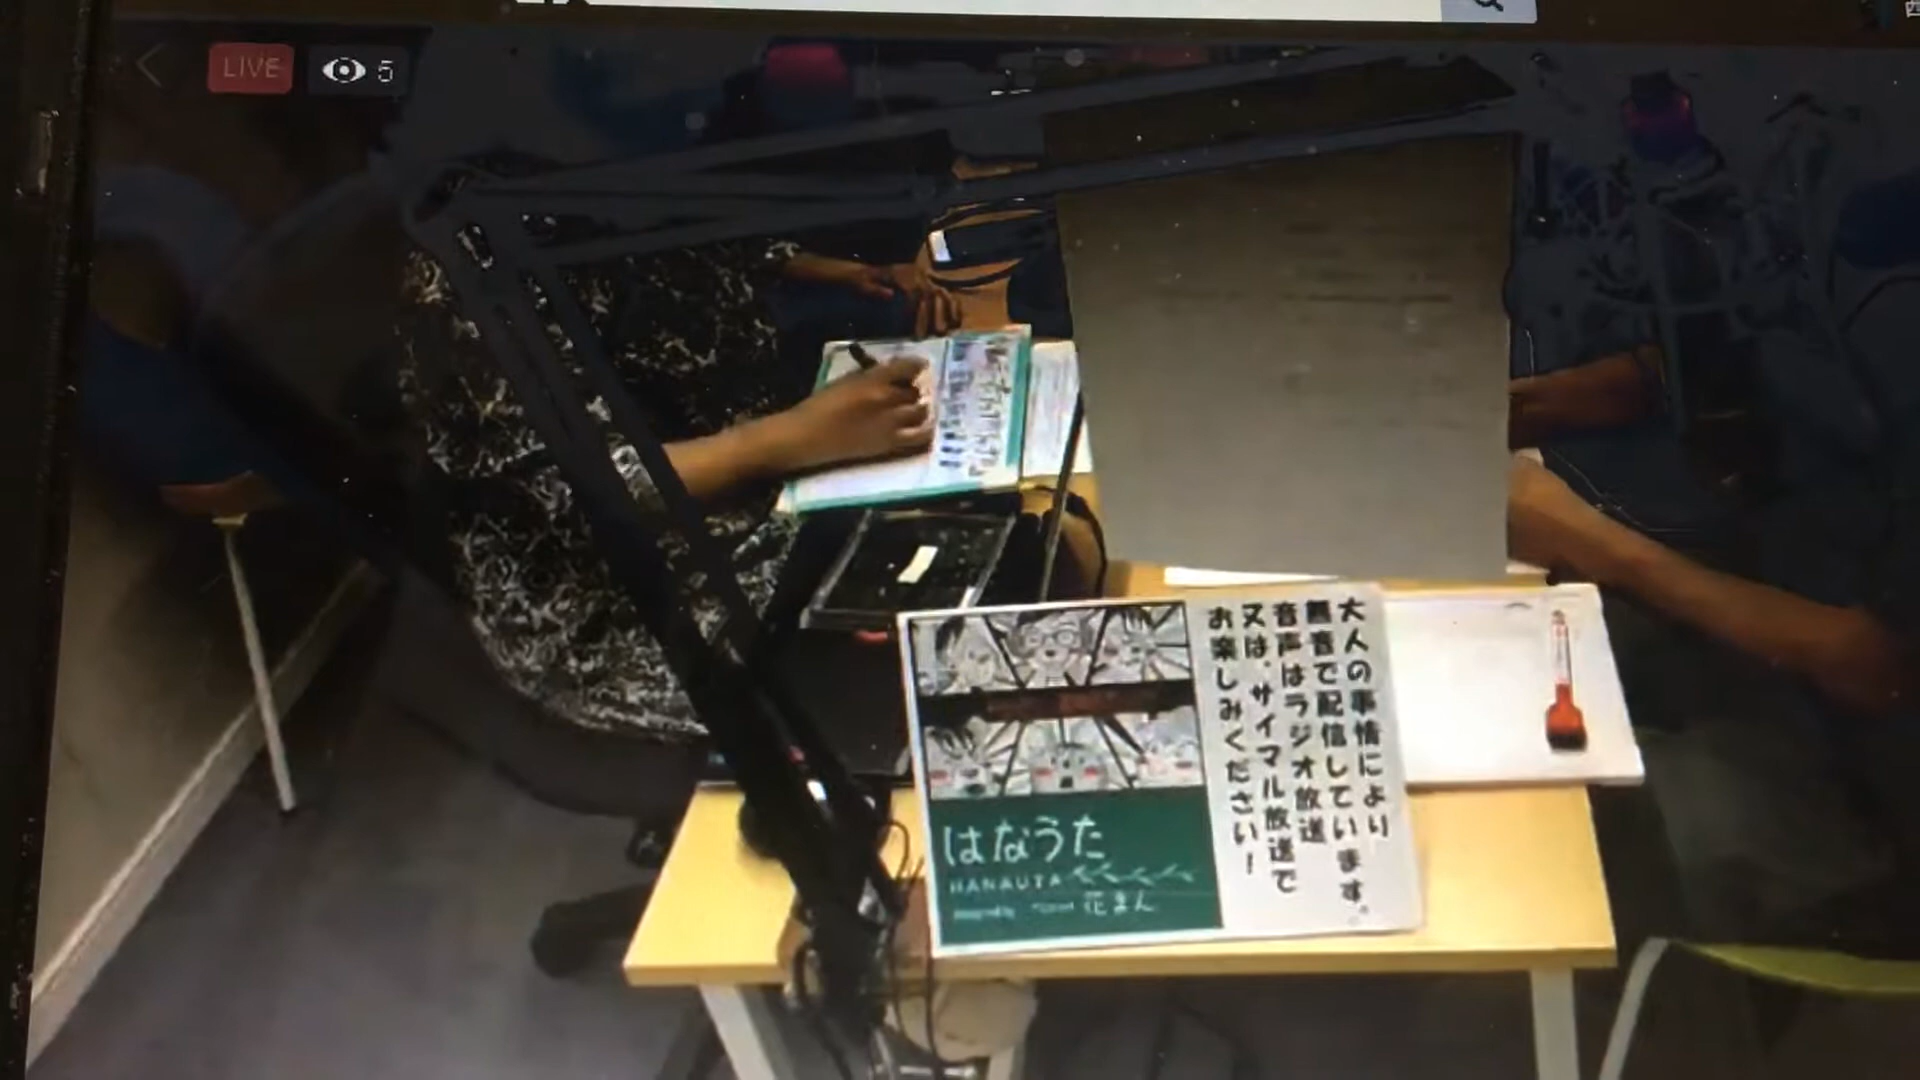 LIVE
5
大人の事情により
無音で配信しています。
音声はラジオ放送
又は、サイマル放送で
お楽しみください!
はなうた
HANAUTA
花まん